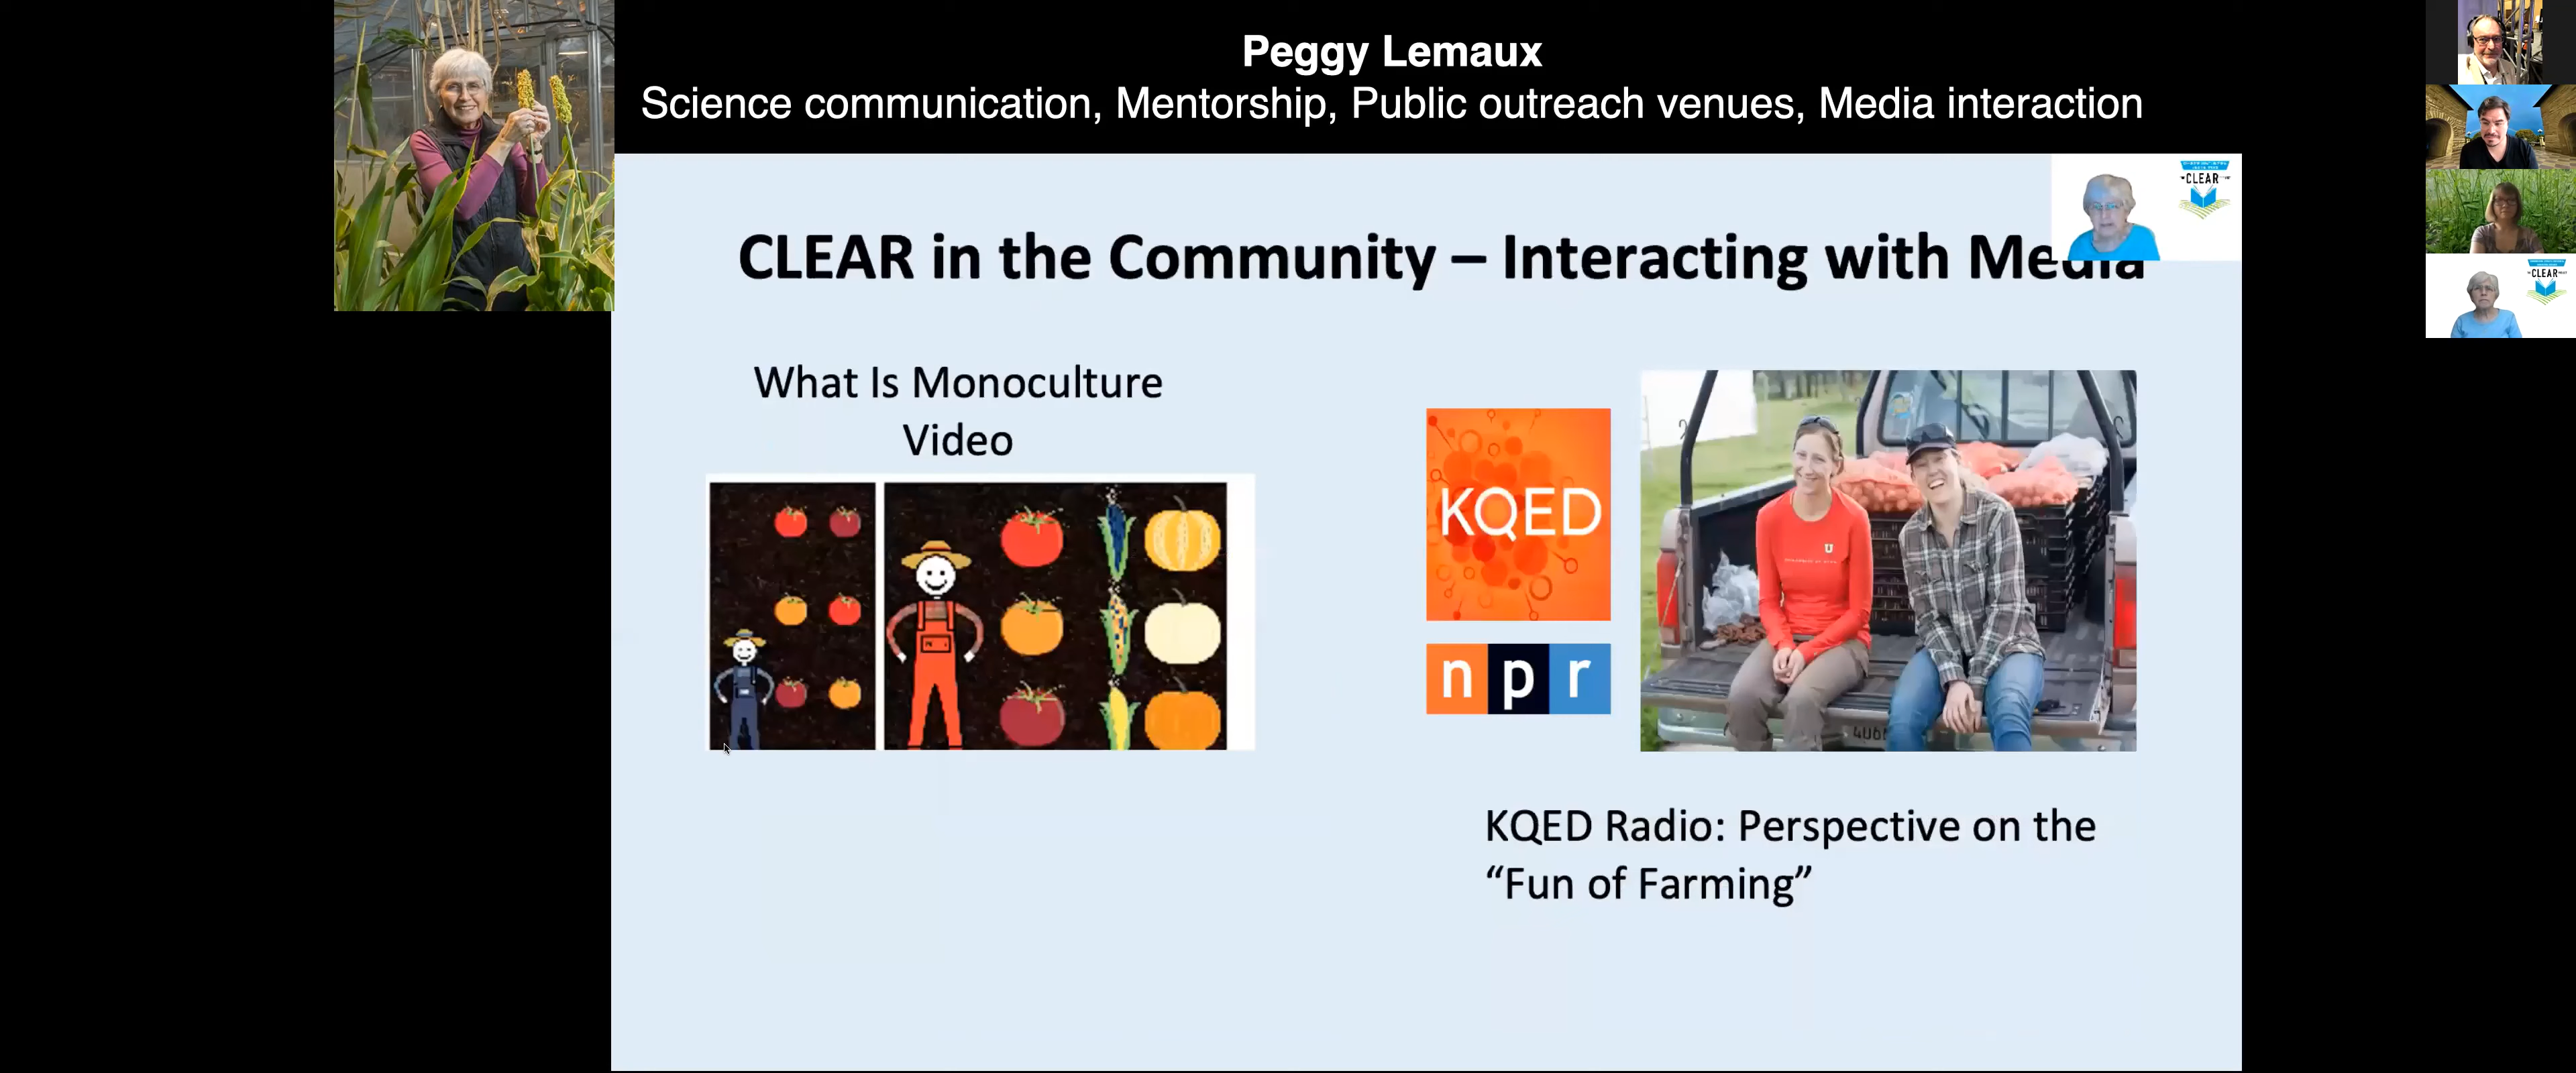 Peggy Lemaux
Science communication, Mentorship, Public outreach venues, Media interaction
CLEAR
CLEAR in the Community – Interacting with Media
CLEAR
What Is Monoculture
Video
KQED
npr
U
KQED Radio: Perspective on the
“Fun of Farming”